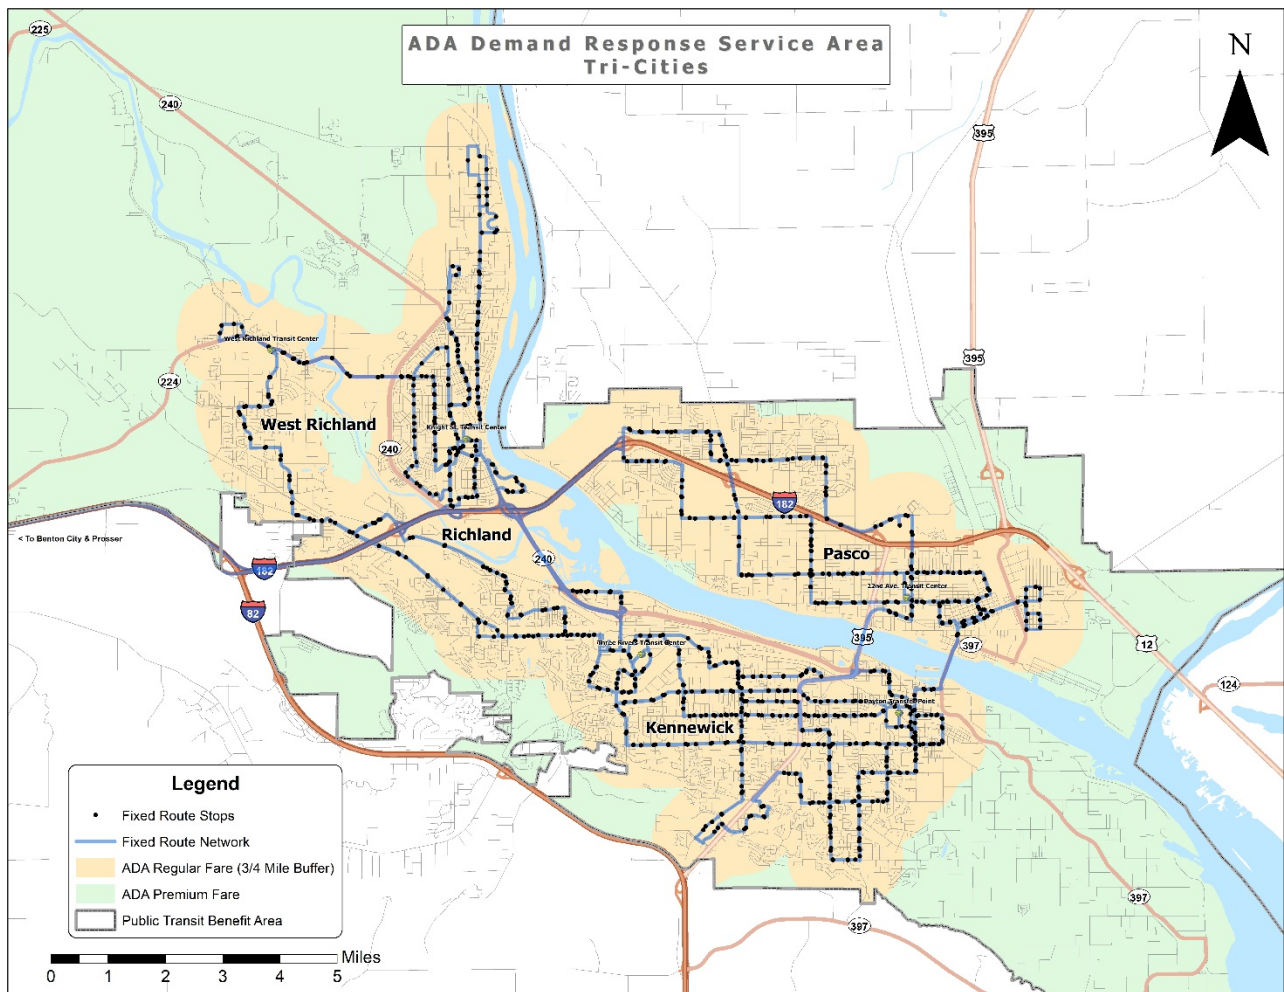 ADA Demand Response Service Area
Tri-Cities
N
225
240
395
395
West Richland Transit Center
224
West Richland
Knight St. Transit Center
240
182
Richland
Pasco
< To Benton City & Prosser
240
22nd Ave. Transit Center
182
82
395
397
12
Three Rivers Transit Center
124
Dayton Transfer Point
Kennewick
Legend
Fixed Route Stops
Fixed Route Network
ADA Regular Fare (3/4 Mile Buffer)
ADA Premium Fare
Public Transit Benefit Area
397
397
Miles
0 1 2 3 4 5